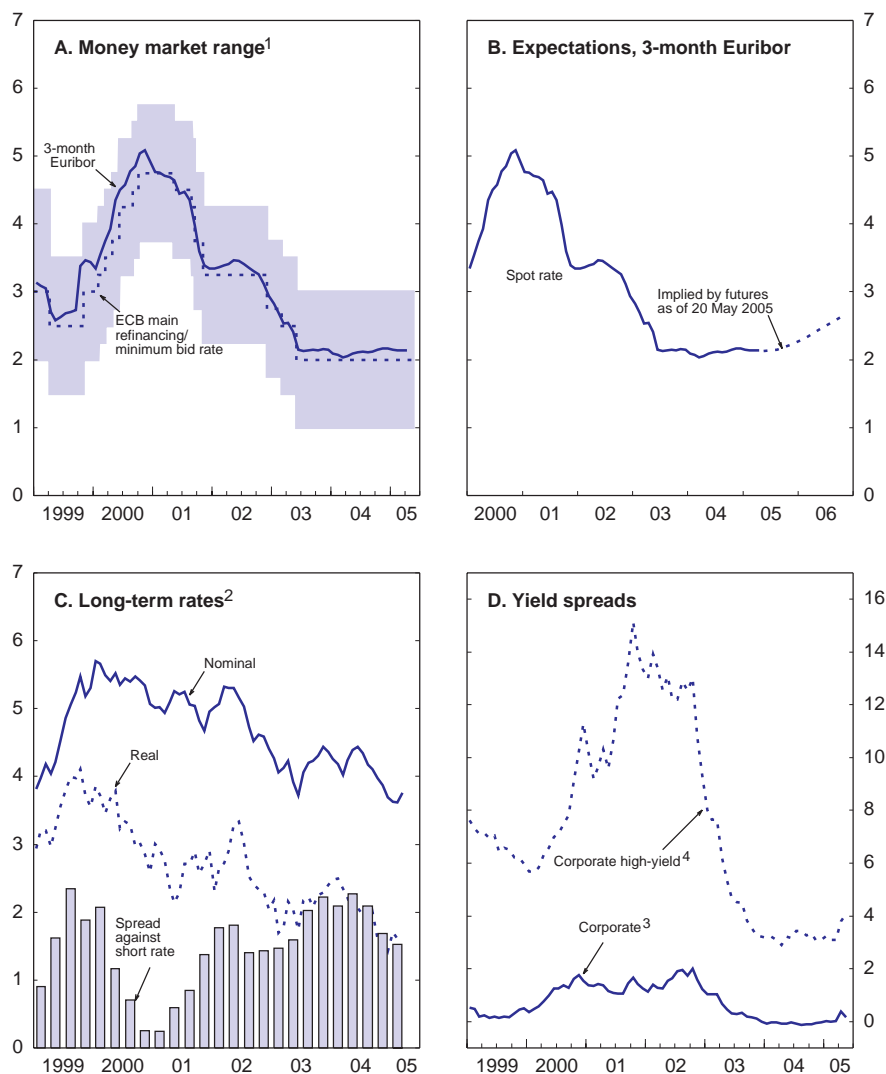 7
6
5
4
3
2
1
0
A. Money market range1
3-month
Euribor
ECB main
refinancing/
minimum bid rate
1999 2000 01 02 03 04 05
B. Expectations, 3-month Euribor
Spot rate
Implied by futures
as of 20 May 2005
7
6
5
4
3
2
1
0
2000 01 02 03 04 05 06
7
6
5
4
3
2
1
0
C. Long-term rates2
Nominal
Real
Spread
against
short rate
1999 2000 01 02 03 04 05
D. Yield spreads
Corporate high-yield4
Corporate3
16
14
12
10
8
6
4
2
0
1999 2000 01 02 03 04 05